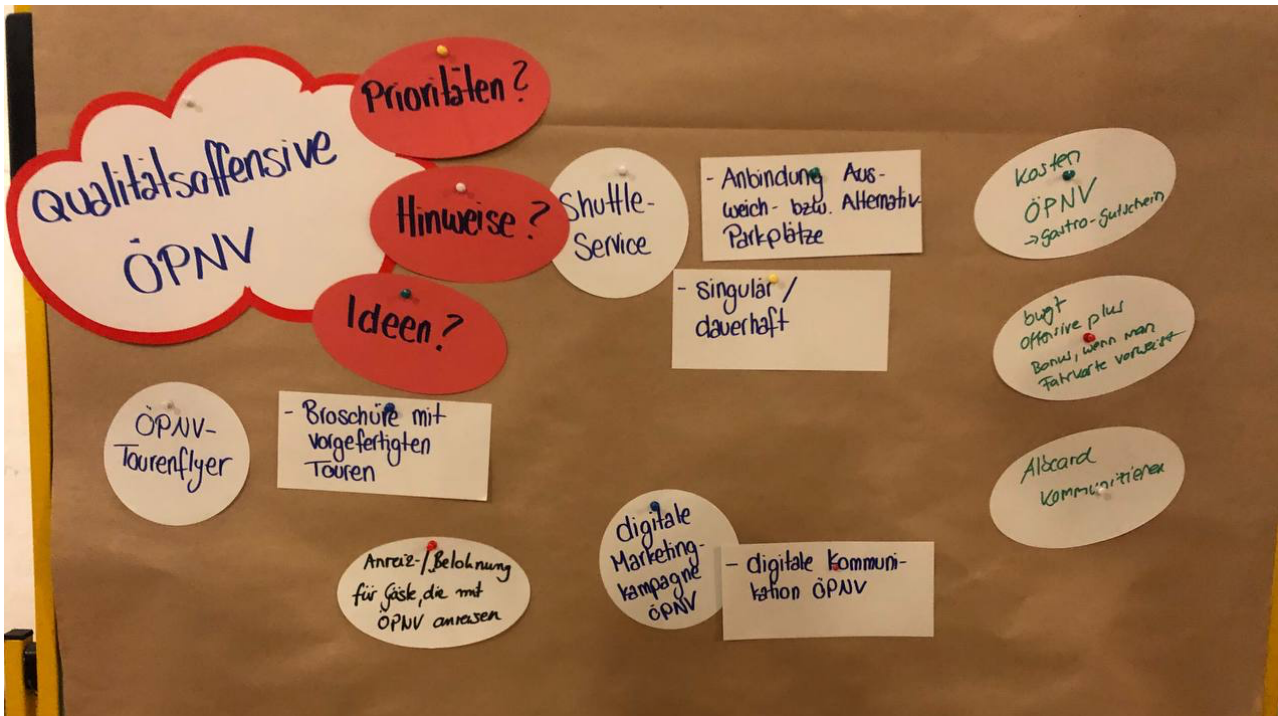 Qualitätsoffensive
ÖPNV
Prioritäten?
Hinweise?
Ideen?
Shuttle-
Service
- Anbindung Aus-
weich- bzw. Alternativ-
Parkplätze
- singulär /
dauerhaft
Kosten
ÖPNV
→ Gastro-Gutschein
bwgt
Offensive plus
Bonus, wenn man
Fahrkarte vorweist
Albcard
kommunizieren
ÖPNV-
Tourenflyer
- Broschüre mit
vorgefertigten
Touren
Anreiz-/Belohnung
für Gäste, die mit
ÖPNV anreisen
digitale
Marketing-
kampagne
ÖPNV
- digitale Kommuni-
kation ÖPNV